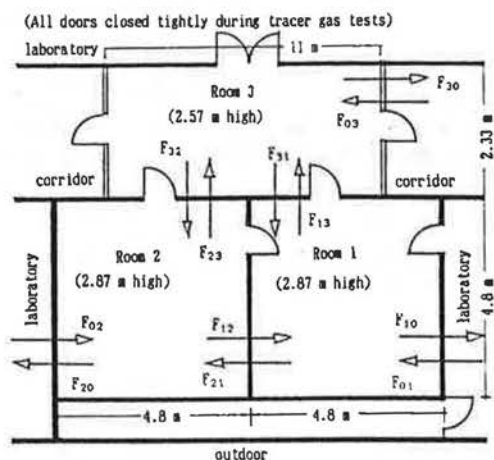 (All doors closed tightly during tracer gas tests)
laboratory
11 m
Room 3
(2.57 m high)
F30
F03
2.33 m
F32
F31
corridor
corridor
F23
F13
Room 2
(2.87 m high)
Room 1
(2.87 m high)
laboratory
laboratory
4.8 m
F02
F12
F10
F20
F21
F01
4.8 m
4.8 m
outdoor